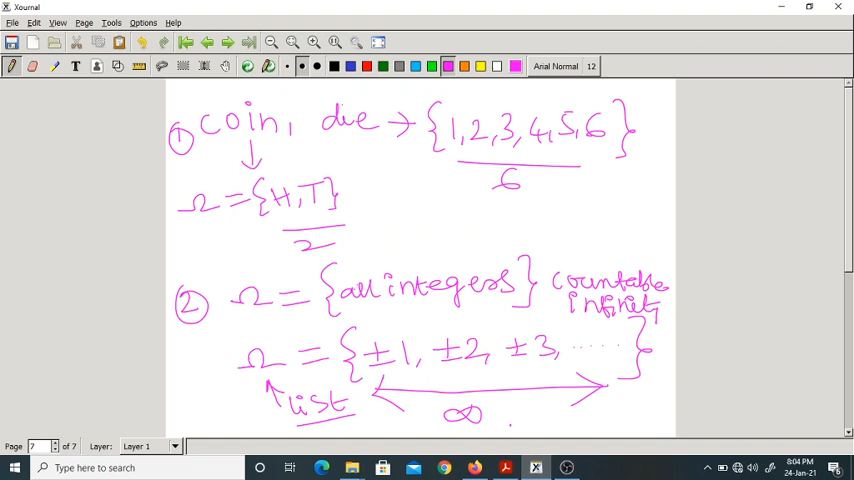 Xournal
File Edit View Page Tools Options Help
Arial Normal 12
① coin, die → {1,2,3,4,5,6}
6
Ω = {H,T}
2
② Ω = {all integers} countable
infinity
Ω = {±1, ±2, ±3, ......}
list
∞
Page 7 of 7 Layer: Layer 1
Type here to search
8:04 PM
24-Jan-21
6